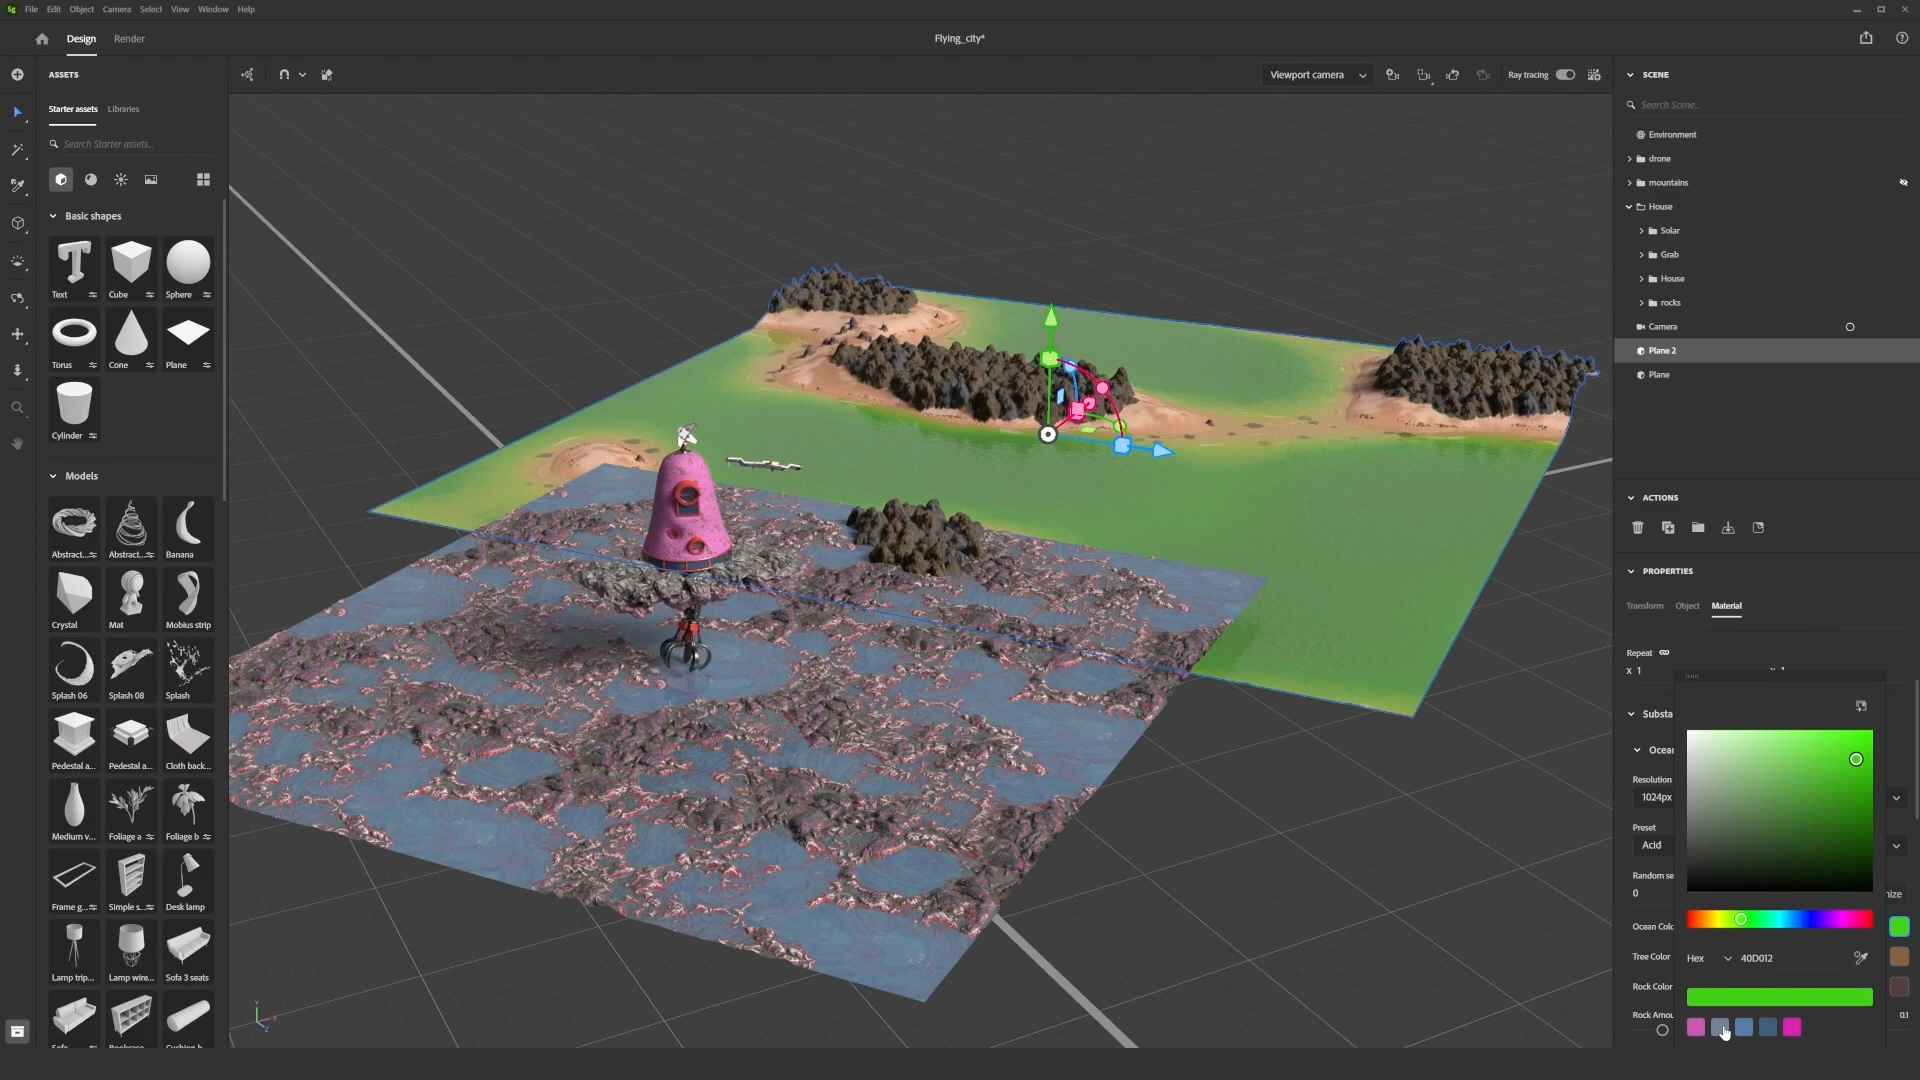 Sg File Edit Object Camera Select View Window Help
Design Render
Flying_city*
ASSETS
Starter assets Libraries
Search Starter assets...
Basic shapes
Text Cube Sphere
Torus Cone Plane
Cylinder
Models
Abstract... Abstract... Banana
Crystal Mat Mobius strip
Splash 06 Splash 08 Splash
Pedestal a... Pedestal a... Cloth back...
Medium v... Foliage a Foliage b
Frame g... Simple s... Desk lamp
Lamp trip... Lamp wire... Sofa 3 seats
Viewport camera
Ray tracing
Y
SCENE
Search Scene...
Environment
drone
mountains
House
Solar
Grab
House
rocks
Camera
Plane 2
Plane
ACTIONS
PROPERTIES
Transform Object Material
Repeat
X 1
Substa
Ocean
Resolution
1024px
Preset
Acid
Random se
0
nize
Ocean Colo
Tree Color
Rock Color
Rock Amou
0.1
Hex 40D012